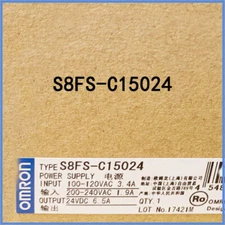 S8FS-C15024
OMRON
TYPE S8FS-C15024
POWER SUPPLY 电源
INPUT 100-120VAC 3.4A
输入 200-240VAC 1.9A
OUTPUT 24VDC 6.5A
输出
QTY. 1
LOT No. 17421M